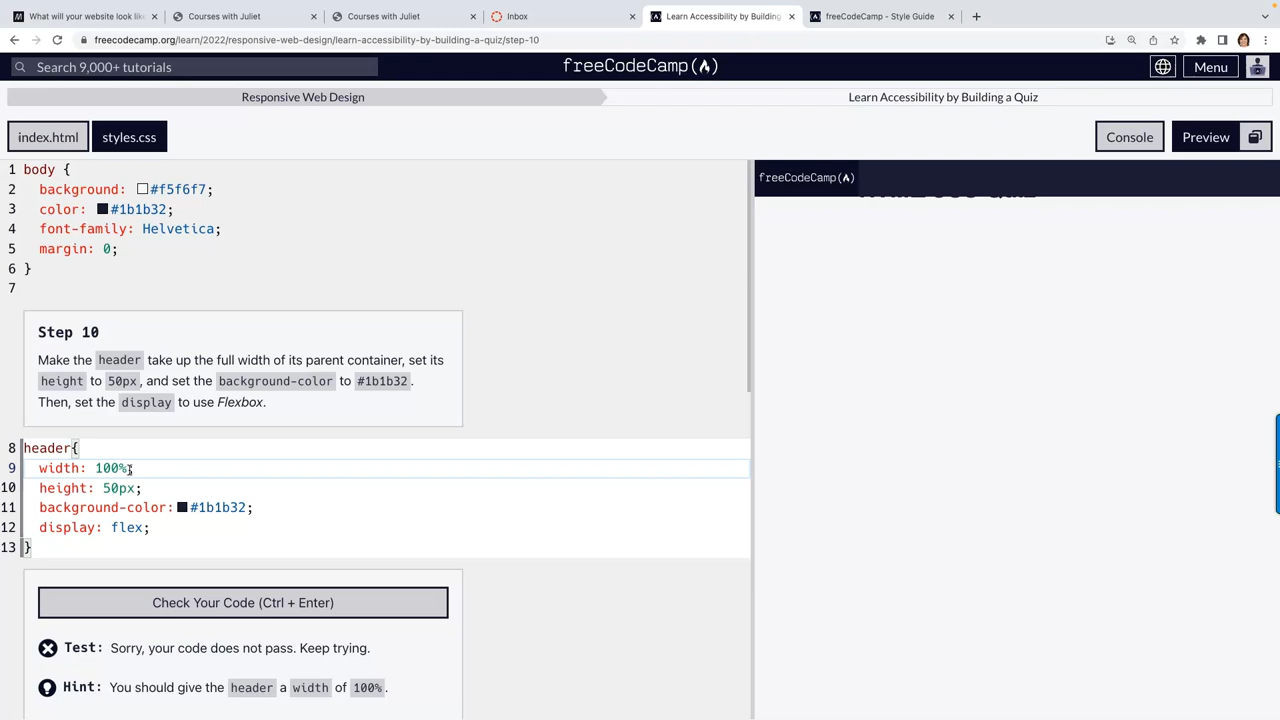 What will your website look lik
Courses with Juliet
Courses with Juliet
Inbox
Learn Accessibility by Building
freeCodeCamp - Style Guide
freecodecamp.org/learn/2022/responsive-web-design/learn-accessibility-by-building-a-quiz/step-10
Search 9,000+ tutorials
freeCodeCamp(🔥)
Menu
Responsive Web Design
Learn Accessibility by Building a Quiz
index.html
styles.css
Console
Preview
1 body {
2 background: #f5f6f7;
3 color: #1b1b32;
4 font-family: Helvetica;
5 margin: 0;
6 }
7
freeCodeCamp(🔥)
Step 10
Make the header take up the full width of its parent container, set its
height to 50px, and set the background-color to #1b1b32.
Then, set the display to use Flexbox.
8 header{
9 width: 100%
10 height: 50px;
11 background-color: #1b1b32;
12 display: flex;
13 }
Check Your Code (Ctrl + Enter)
Test: Sorry, your code does not pass. Keep trying.
Hint: You should give the header a width of 100%.